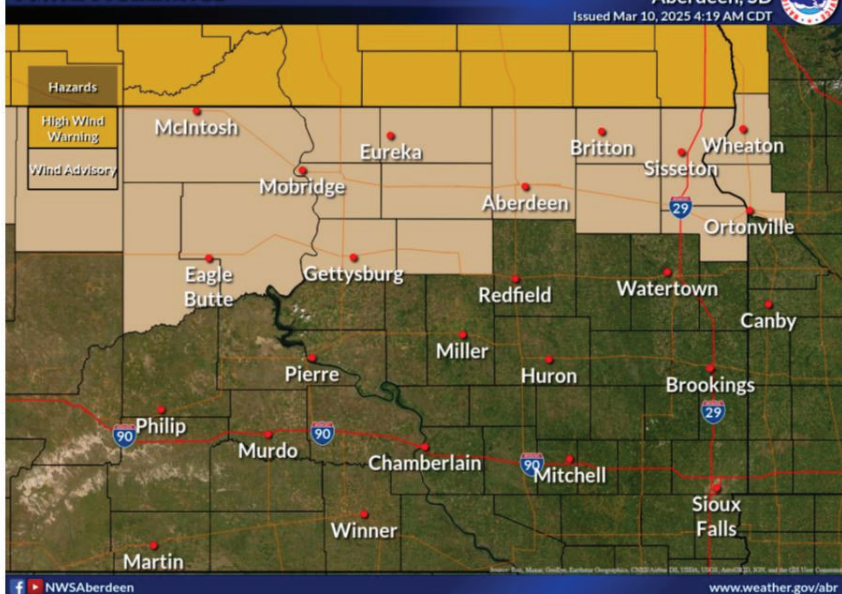 Aberdeen, SD
Issued Mar 10, 2025 4:19 AM CDT
Hazards
High Wind
Warning
Wind Advisory
McIntosh
Eureka
Britton
Wheaton
Sisseton
Mobridge
Aberdeen
29
Ortonville
Eagle
Butte
Gettysburg
Redfield
Watertown
Canby
Miller
Pierre
Huron
Brookings
29
Philip
90
Murdo
90
Chamberlain
90
Mitchell
Sioux
Falls
Winner
Martin
NWSAberdeen
www.weather.gov/abr